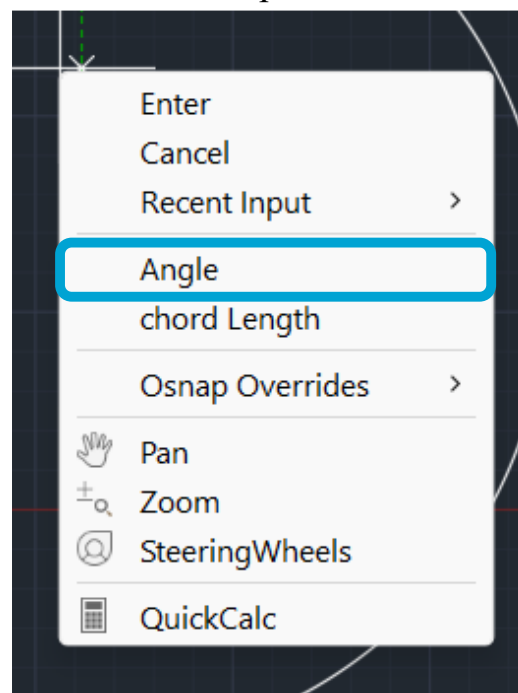 Enter
Cancel
Recent Input
Angle
chord Length
Osnap Overrides
Pan
Zoom
SteeringWheels
QuickCalc